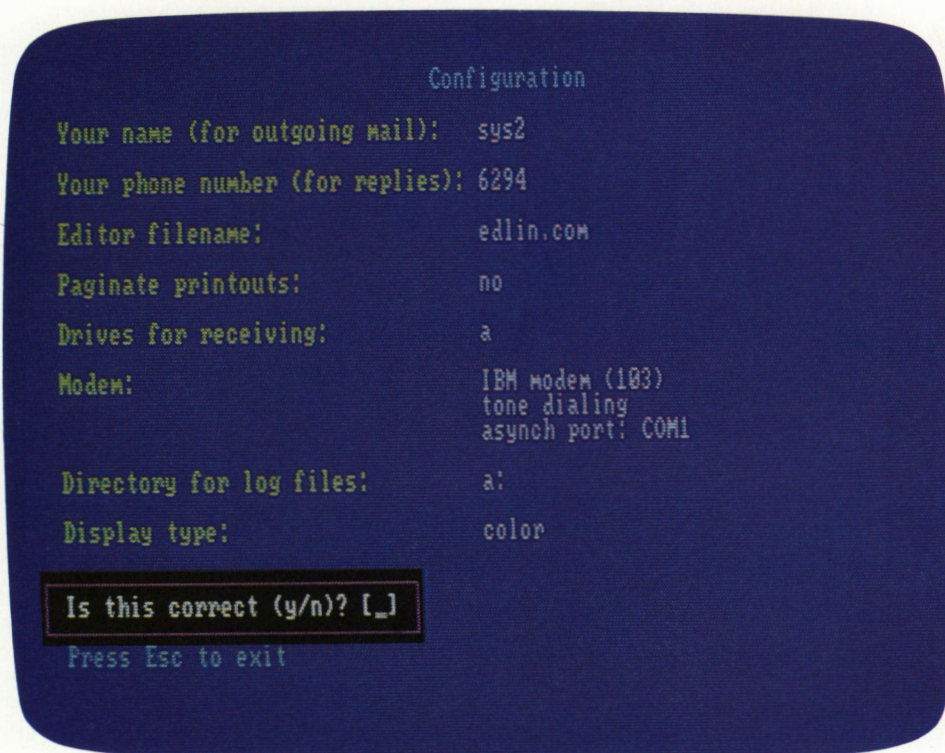 Configuration
Your name (for outgoing mail): sys2
Your phone number (for replies): 6294
Editor filename: edlin.com
Paginate printouts: no
Drives for receiving: a
Modem: IBM modem (103)
tone dialing
asynch port: COM1
Directory for log files: a:
Display type: color
Is this correct (y/n)? [_]
Press Esc to exit